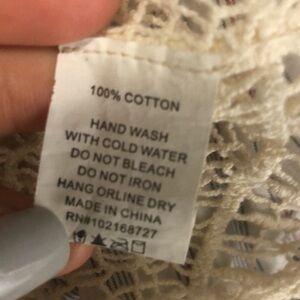 100% COTTON
HAND WASH
WITH COLD WATER
DO NOT BLEACH
DO NOT IRON
HANG ORLINE DRY
MADE IN CHINA
RN#102168727